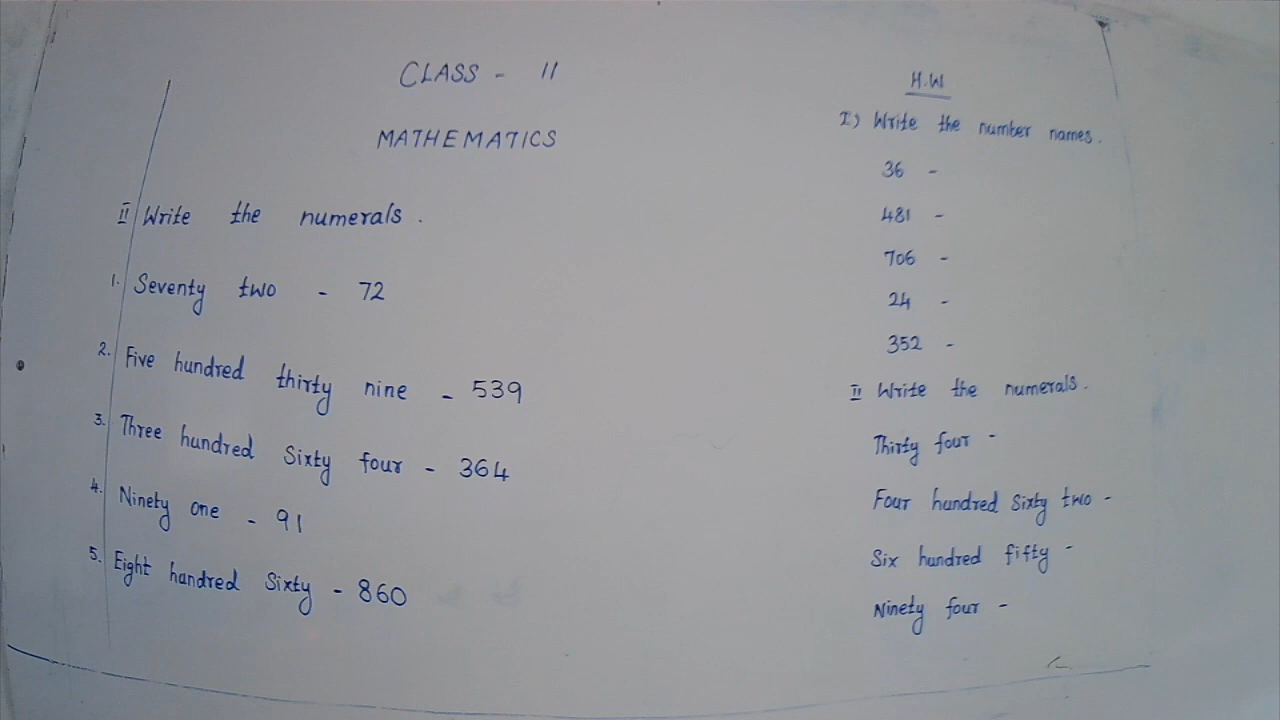 CLASS - II
MATHEMATICS
II Write the numerals.
1. Seventy two - 72
2. Five hundred thirty nine - 539
3. Three hundred Sixty four - 364
4. Ninety one - 91
5. Eight hundred Sixty - 860
H.W
I) Write the number names.
36 -
481 -
706 -
24 -
352 -
II Write the numerals.
Thirty four -
Four hundred Sixty two -
Six hundred fifty -
Ninety four -